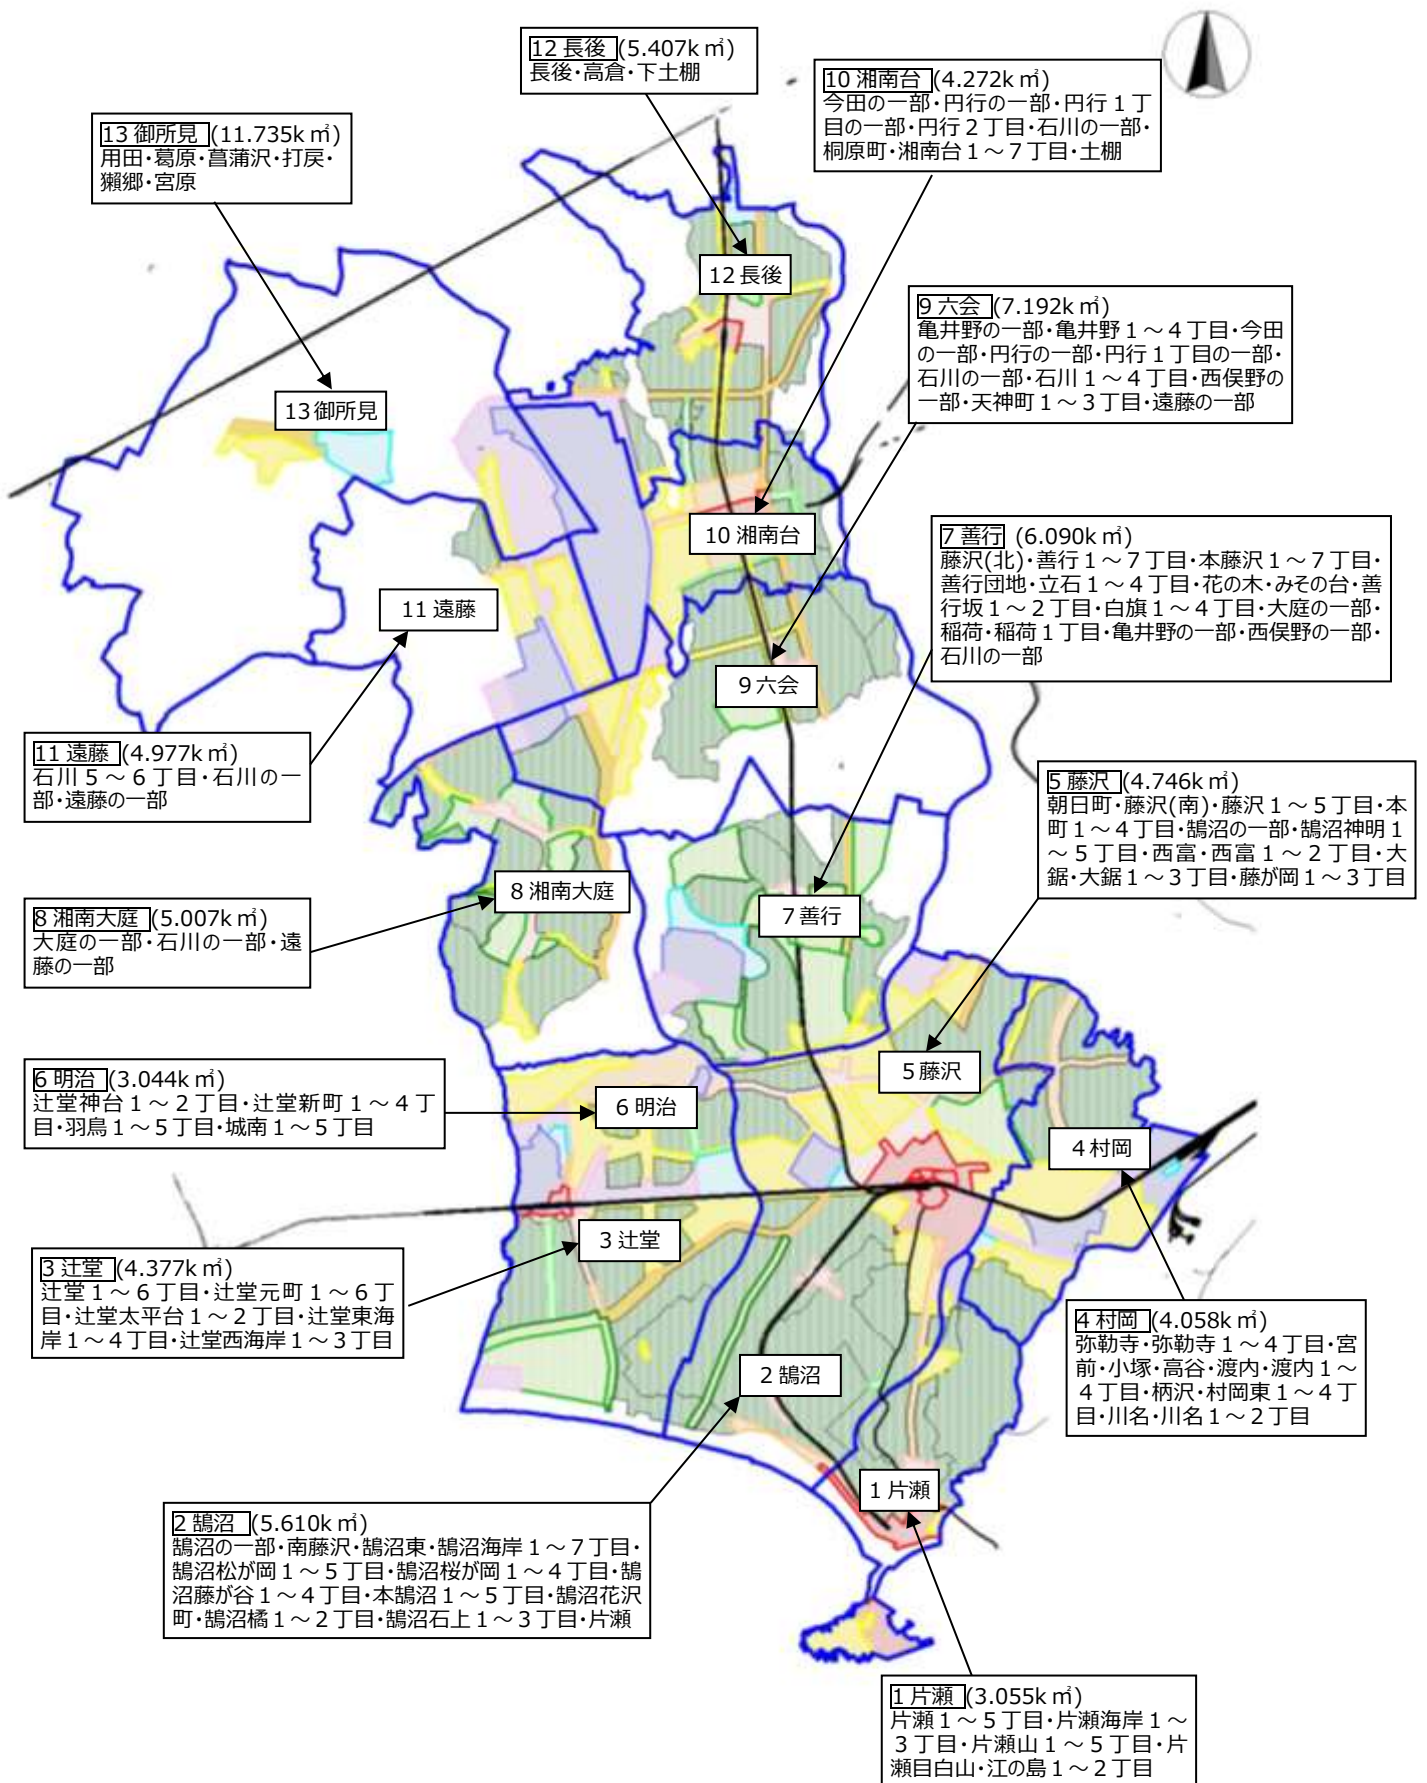 12 長後 (5.407k㎡)
長後・高倉・下土棚
10 湘南台 (4.272k㎡)
今田の一部・円行の一部・円行１丁
目の一部・円行２丁目・石川の一部・
桐原町・湘南台１～７丁目・土棚
13 御所見 (11.735k㎡)
用田・葛原・菖蒲沢・打戻・
獺郷・宮原
12 長後
9 六会 (7.192k㎡)
亀井野の一部・亀井野１～４丁目・今田
の一部・円行の一部・円行１丁目の一部・
石川の一部・石川１～４丁目・西俣野の
一部・天神町１～３丁目・遠藤の一部
13 御所見
10 湘南台
7 善行 (6.090k㎡)
藤沢(北)・善行１～７丁目・本藤沢１～７丁目・
善行団地・立石１～４丁目・花の木・みその台・善
行坂１～２丁目・白旗１～４丁目・大庭の一部・
稲荷・稲荷１丁目・亀井野の一部・西俣野の一部・
石川の一部
11 遠藤
9 六会
11 遠藤 (4.977k㎡)
石川５～６丁目・石川の一
部・遠藤の一部
5 藤沢 (4.746k㎡)
朝日町・藤沢(南)・藤沢１～５丁目・本
町１～４丁目・鵠沼の一部・鵠沼神明１
～５丁目・西富・西富１～２丁目・大
鋸・大鋸１～３丁目・藤が岡１～３丁目
8 湘南大庭
7 善行
8 湘南大庭 (5.007k㎡)
大庭の一部・石川の一部・遠
藤の一部
5 藤沢
6 明治 (3.044k㎡)
辻堂神台１～２丁目・辻堂新町１～４丁
目・羽鳥１～５丁目・城南１～５丁目
6 明治
4 村岡
3 辻堂
3 辻堂 (4.377k㎡)
辻堂１～６丁目・辻堂元町１～６丁
目・辻堂太平台１～２丁目・辻堂東海
岸１～４丁目・辻堂西海岸１～３丁目
4 村岡 (4.058k㎡)
弥勒寺・弥勒寺１～４丁目・宮
前・小塚・高谷・渡内・渡内１～
４丁目・柄沢・村岡東１～４丁
目・川名・川名１～２丁目
2 鵠沼
1 片瀬
2 鵠沼 (5.610k㎡)
鵠沼の一部・南藤沢・鵠沼東・鵠沼海岸１～７丁目・
鵠沼松が岡１～５丁目・鵠沼桜が岡１～４丁目・鵠
沼藤が谷１～４丁目・本鵠沼１～５丁目・鵠沼花沢
町・鵠沼橘１～２丁目・鵠沼石上１～３丁目・片瀬
1 片瀬 (3.055k㎡)
片瀬１～５丁目・片瀬海岸１～
３丁目・片瀬山１～５丁目・片
瀬目白山・江の島１～２丁目